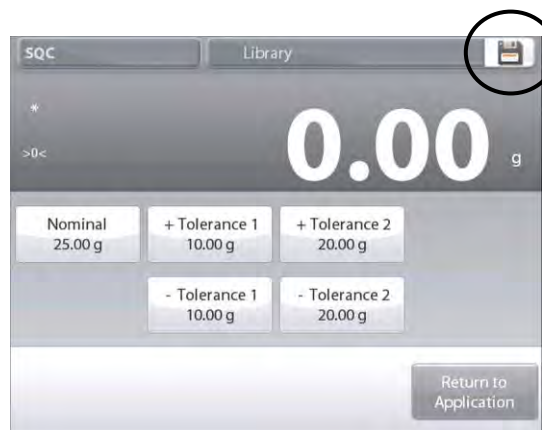 SQC Library
*
>0< 0.00 g
Nominal + Tolerance 1 + Tolerance 2
25.00 g 10.00 g 20.00 g
- Tolerance 1 - Tolerance 2
10.00 g 20.00 g
Return to
Application